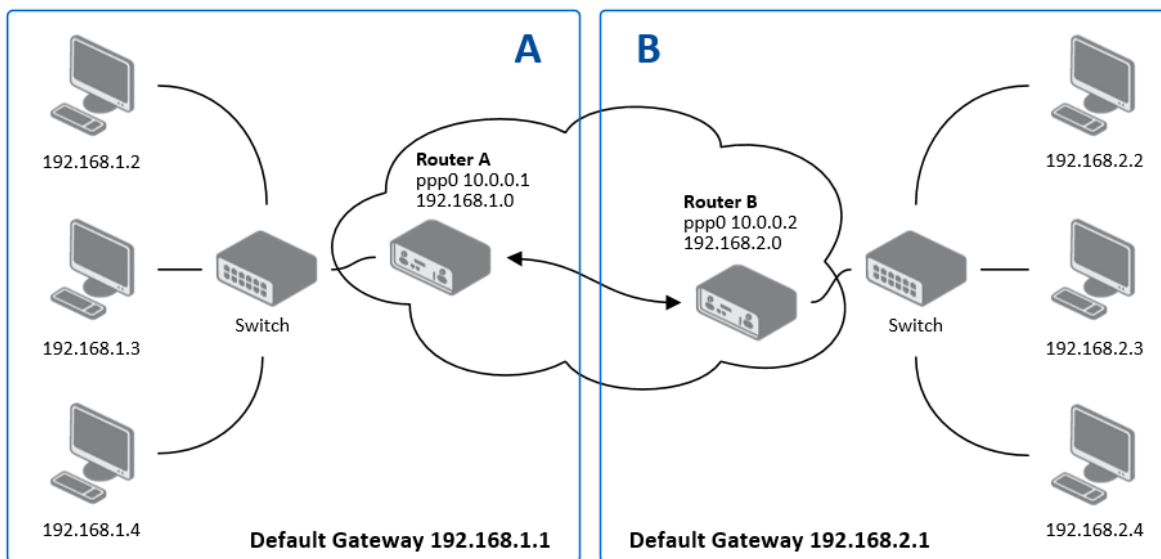 A
B
192.168.1.2
192.168.2.2
Router A
ppp0 10.0.0.1
192.168.1.0
Router B
ppp0 10.0.0.2
192.168.2.0
Switch
Switch
192.168.1.3
192.168.2.3
192.168.1.4
Default Gateway 192.168.1.1
Default Gateway 192.168.2.1
192.168.2.4